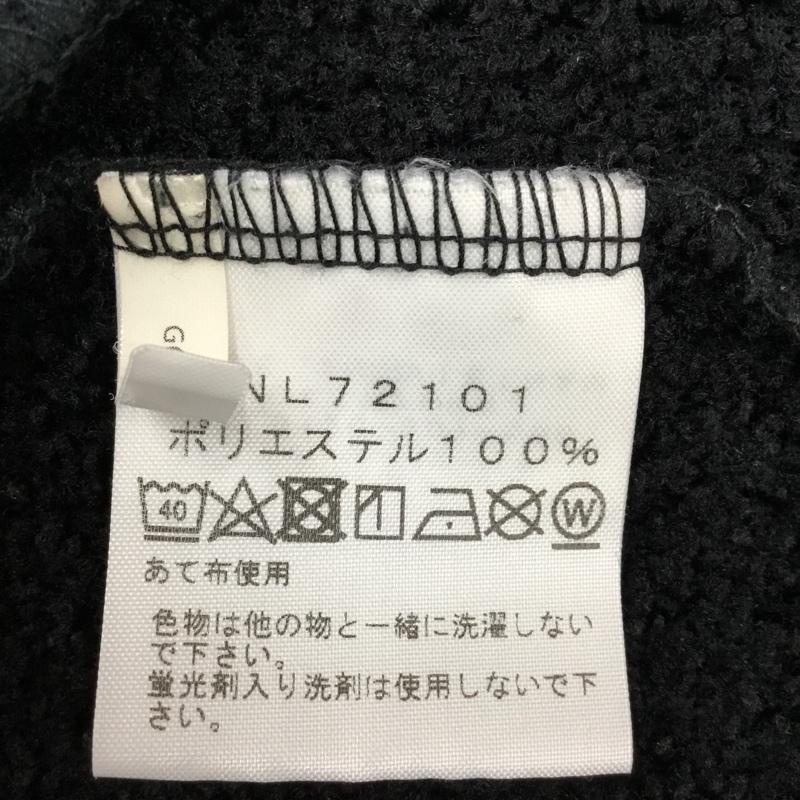 G
NL72101
ポリエステル100%
40
W
あて布使用
色物は他の物と一緒に洗濯しない
で下さい。
蛍光剤入り洗剤は使用しないで下
さい。